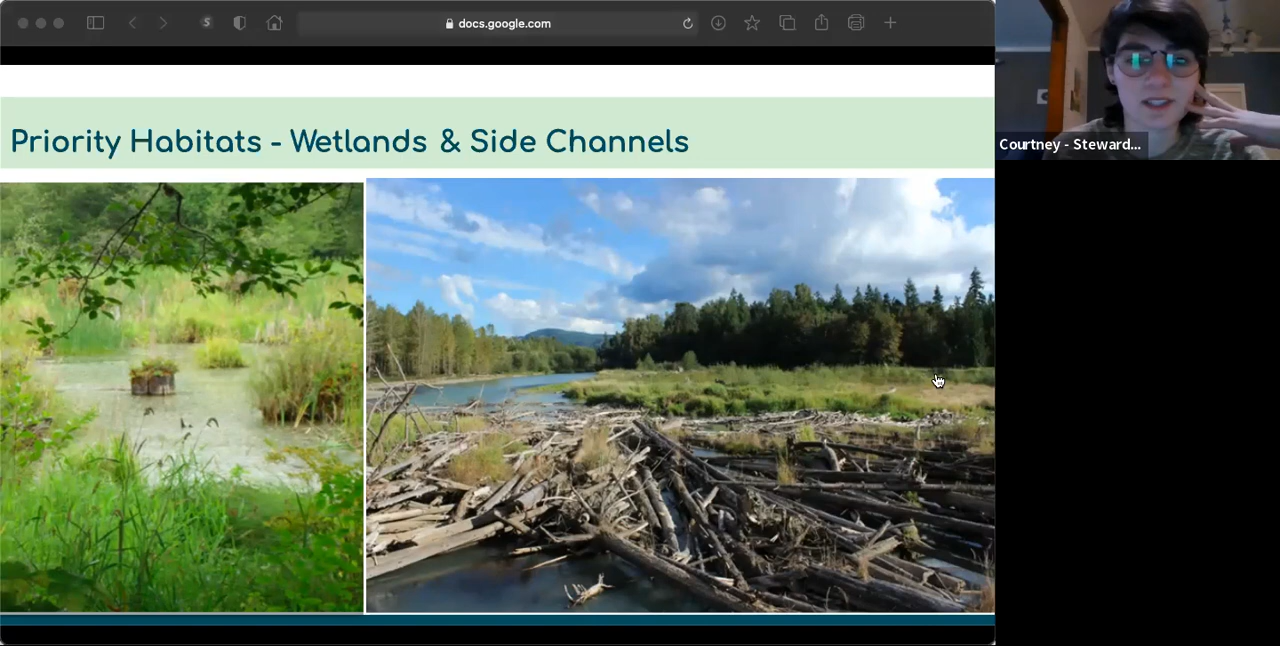 docs.google.com
Priority Habitats - Wetlands & Side Channels
Courtney - Steward...